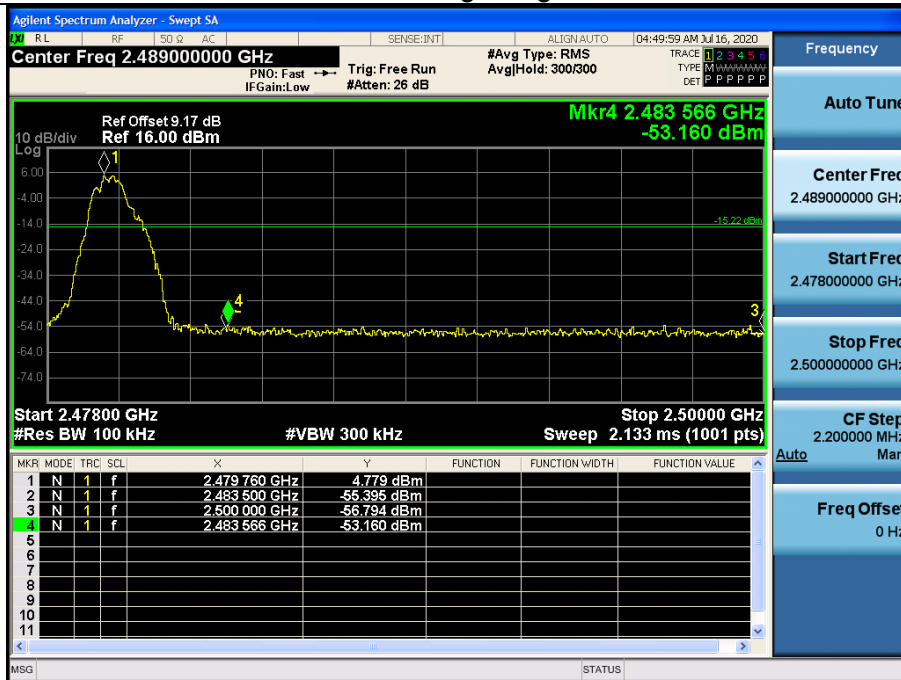 Agilent Spectrum Analyzer - Swept SA
LXI RL RF 50 Ω AC SENSE:INT ALIGN AUTO 04:49:59 AM Jul 16, 2020
Center Freq 2.489000000 GHz
PNO: Fast
IFGain:Low
Trig: Free Run
#Atten: 26 dB
#Avg Type: RMS
Avg|Hold: 300/300
TRACE 1 2 3 4 5 6
TYPE M
DET P P P P P P
Mkr4 2.483 566 GHz
-53.160 dBm
Ref Offset 9.17 dB
10 dB/div Ref 16.00 dBm
Log
6.00
-4.00
-14.0
-24.0
-34.0
-44.0
-54.0
-64.0
-74.0
1
4
3
-15.22 dBm
Start 2.47800 GHz Stop 2.50000 GHz
#Res BW 100 kHz #VBW 300 kHz Sweep 2.133 ms (1001 pts)
MKR MODE TRC SCL X Y FUNCTION FUNCTION WIDTH FUNCTION VALUE
1 N 1 f 2.479 760 GHz 4.779 dBm
2 N 1 f 2.483 500 GHz -55.395 dBm
3 N 1 f 2.500 000 GHz -56.794 dBm
4 N 1 f 2.483 566 GHz -53.160 dBm
5
6
7
8
9
10
11
MSG STATUS
Frequency
Auto Tune
Center Freq
2.489000000 GHz
Start Freq
2.478000000 GHz
Stop Freq
2.500000000 GHz
CF Step
2.200000 MHz
Auto Man
Freq Offset
0 Hz